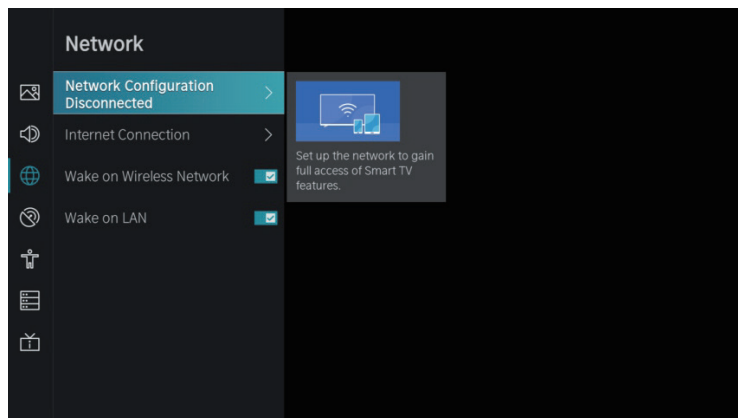 Network
Network Configuration
Disconnected
Internet Connection
Wake on Wireless Network
Wake on LAN
Set up the network to gain
full access of Smart TV
features.